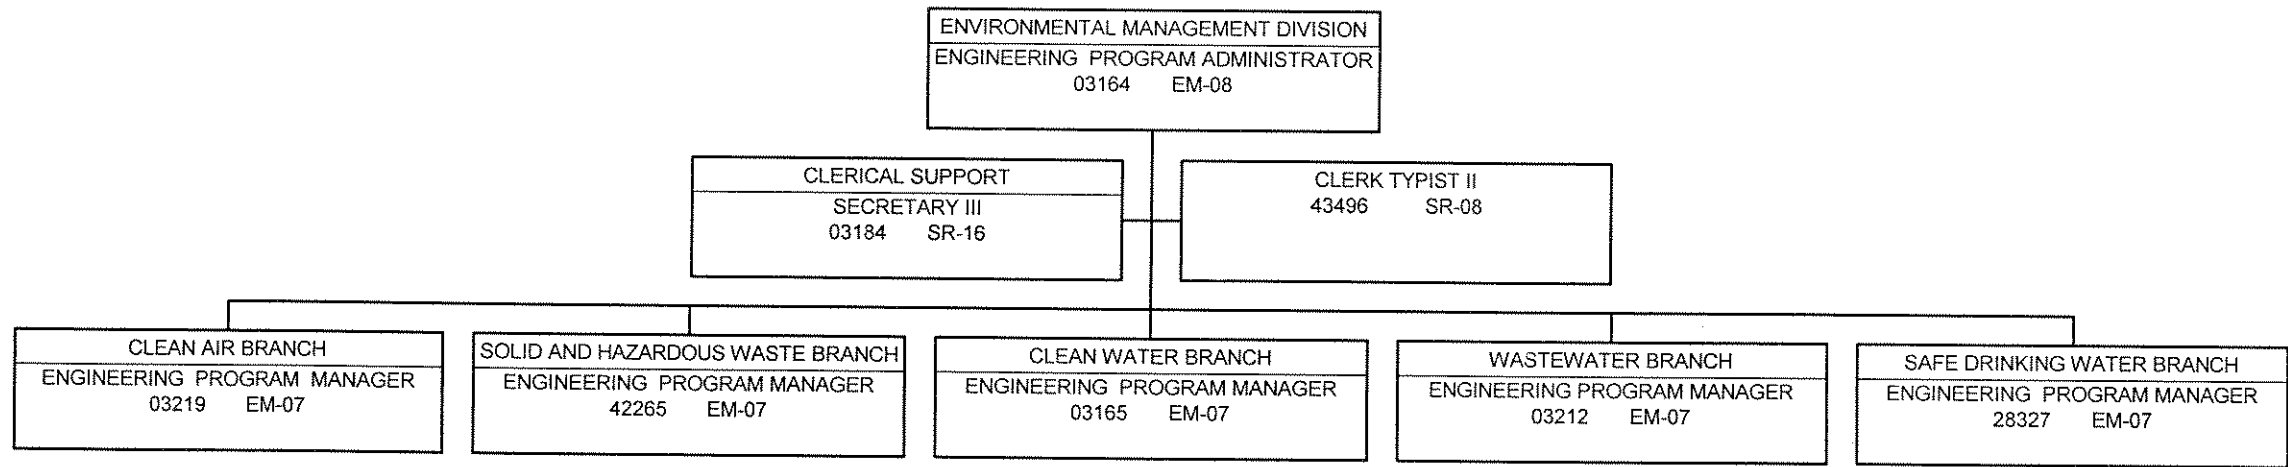 ENVIRONMENTAL MANAGEMENT DIVISION
ENGINEERING PROGRAM ADMINISTRATOR
03164 EM-08
CLERICAL SUPPORT
SECRETARY III
03184 SR-16
CLERK TYPIST II
43496 SR-08
CLEAN AIR BRANCH
ENGINEERING PROGRAM MANAGER
03219 EM-07
SOLID AND HAZARDOUS WASTE BRANCH
ENGINEERING PROGRAM MANAGER
42265 EM-07
CLEAN WATER BRANCH
ENGINEERING PROGRAM MANAGER
03165 EM-07
WASTEWATER BRANCH
ENGINEERING PROGRAM MANAGER
03212 EM-07
SAFE DRINKING WATER BRANCH
ENGINEERING PROGRAM MANAGER
28327 EM-07